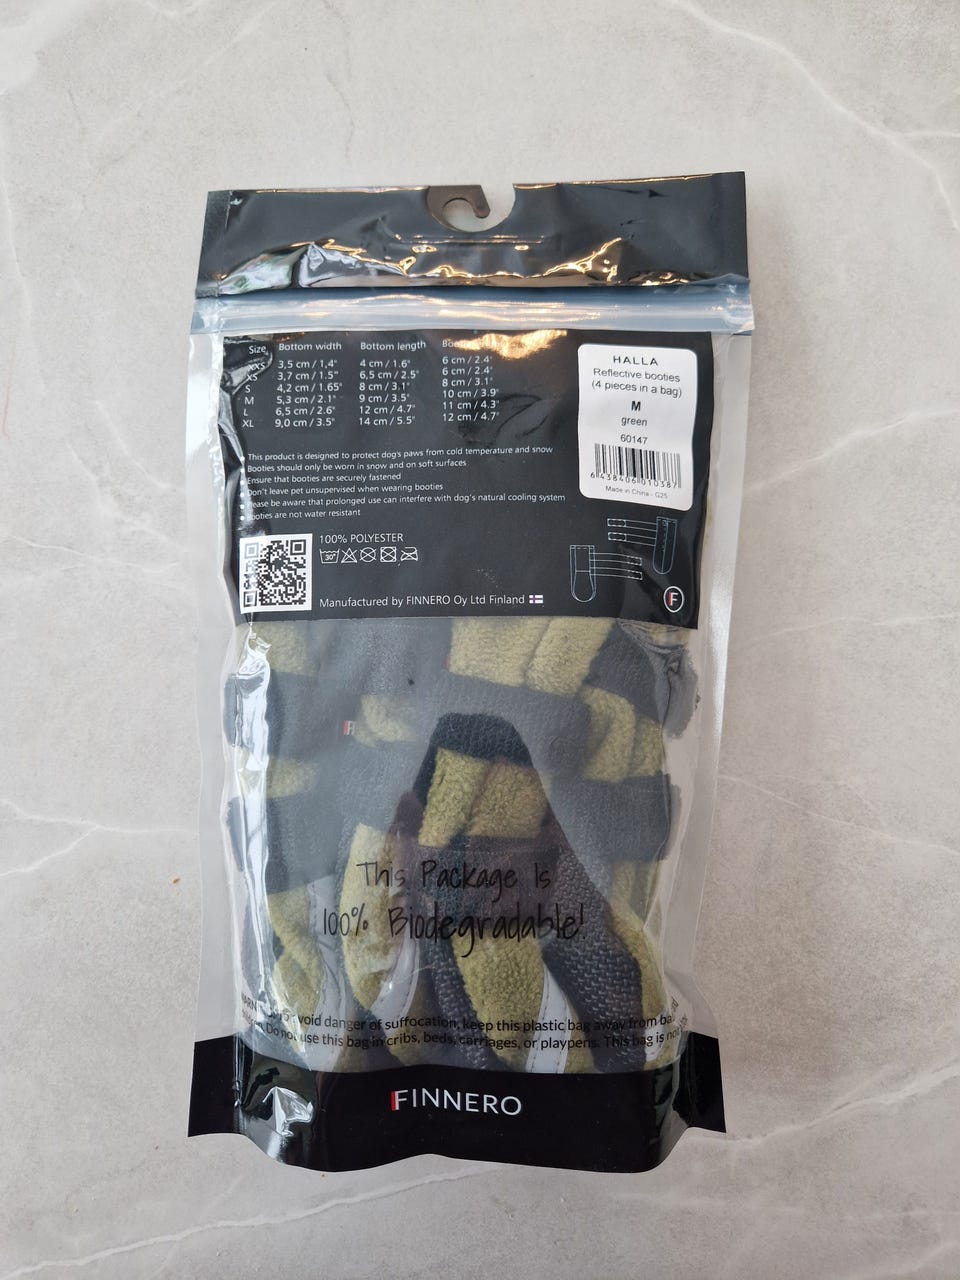 Size Bottom width Bottom length
XXS 3,5 cm / 1,4" 4 cm / 1.6" 6 cm / 2.4"
XS 3,7 cm / 1.5" 6,5 cm / 2.5" 6 cm / 2.4"
S 4,2 cm / 1.65" 8 cm / 3.1" 8 cm / 3.1"
M 5,3 cm / 2.1" 9 cm / 3.5" 10 cm / 3.9"
L 6,5 cm / 2.6" 12 cm / 4.7" 11 cm / 4.3"
XL 9,0 cm / 3.5" 14 cm / 5.5" 12 cm / 4.7"
HALLA
Reflective booties
(4 pieces in a bag)
M
green
60147
6 438406 010387
Made in China - G25
This product is designed to protect dog's paws from cold temperature and snow
Booties should only be worn in snow and on soft surfaces
Ensure that booties are securely fastened
Don't leave pet unsupervised when wearing booties
Please be aware that prolonged use can interfere with dog's natural cooling system
Booties are not water resistant
100% POLYESTER
30°
Manufactured by FINNERO Oy Ltd Finland
F
This Package Is
100% Biodegradable!
void danger of suffocation, keep this plastic bag away from
Do not use this bag in cribs, beds, carriages, or playpens. This bag is
FINNERO